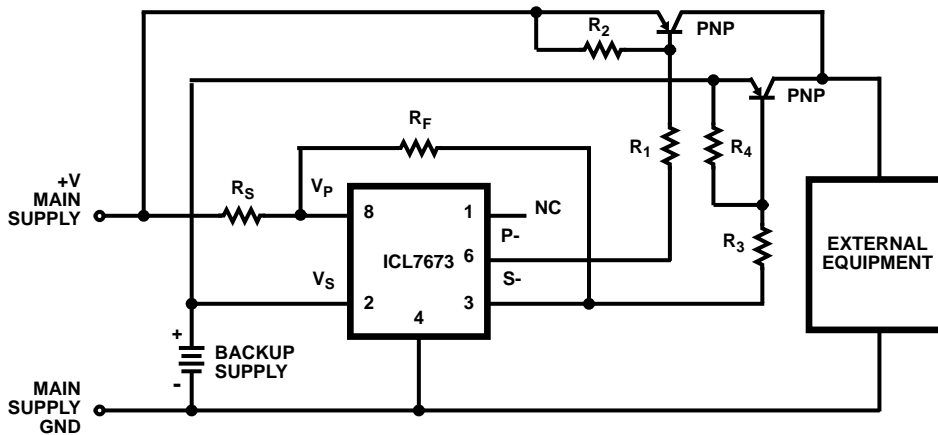 R2
PNP
PNP
RF
R1
R4
+V
MAIN
SUPPLY
RS
VP
8
1
NC
P-
R3
ICL7673
6
EXTERNAL
EQUIPMENT
VS
S-
2
4
3
+
BACKUP
SUPPLY
-
MAIN
SUPPLY
GND